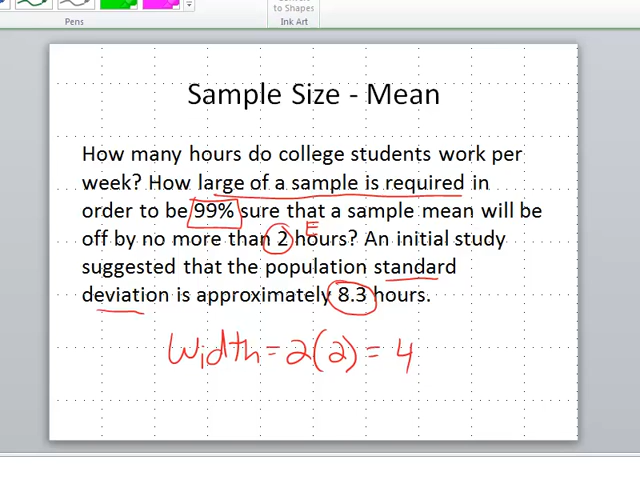 Convert
to Shapes
Pens
Ink Art
Sample Size - Mean
How many hours do college students work per
week? How large of a sample is required in
order to be 99% sure that a sample mean will be
E
off by no more than 2 hours? An initial study
suggested that the population standard
deviation is approximately 8.3 hours.
Width = 2(2) = 4